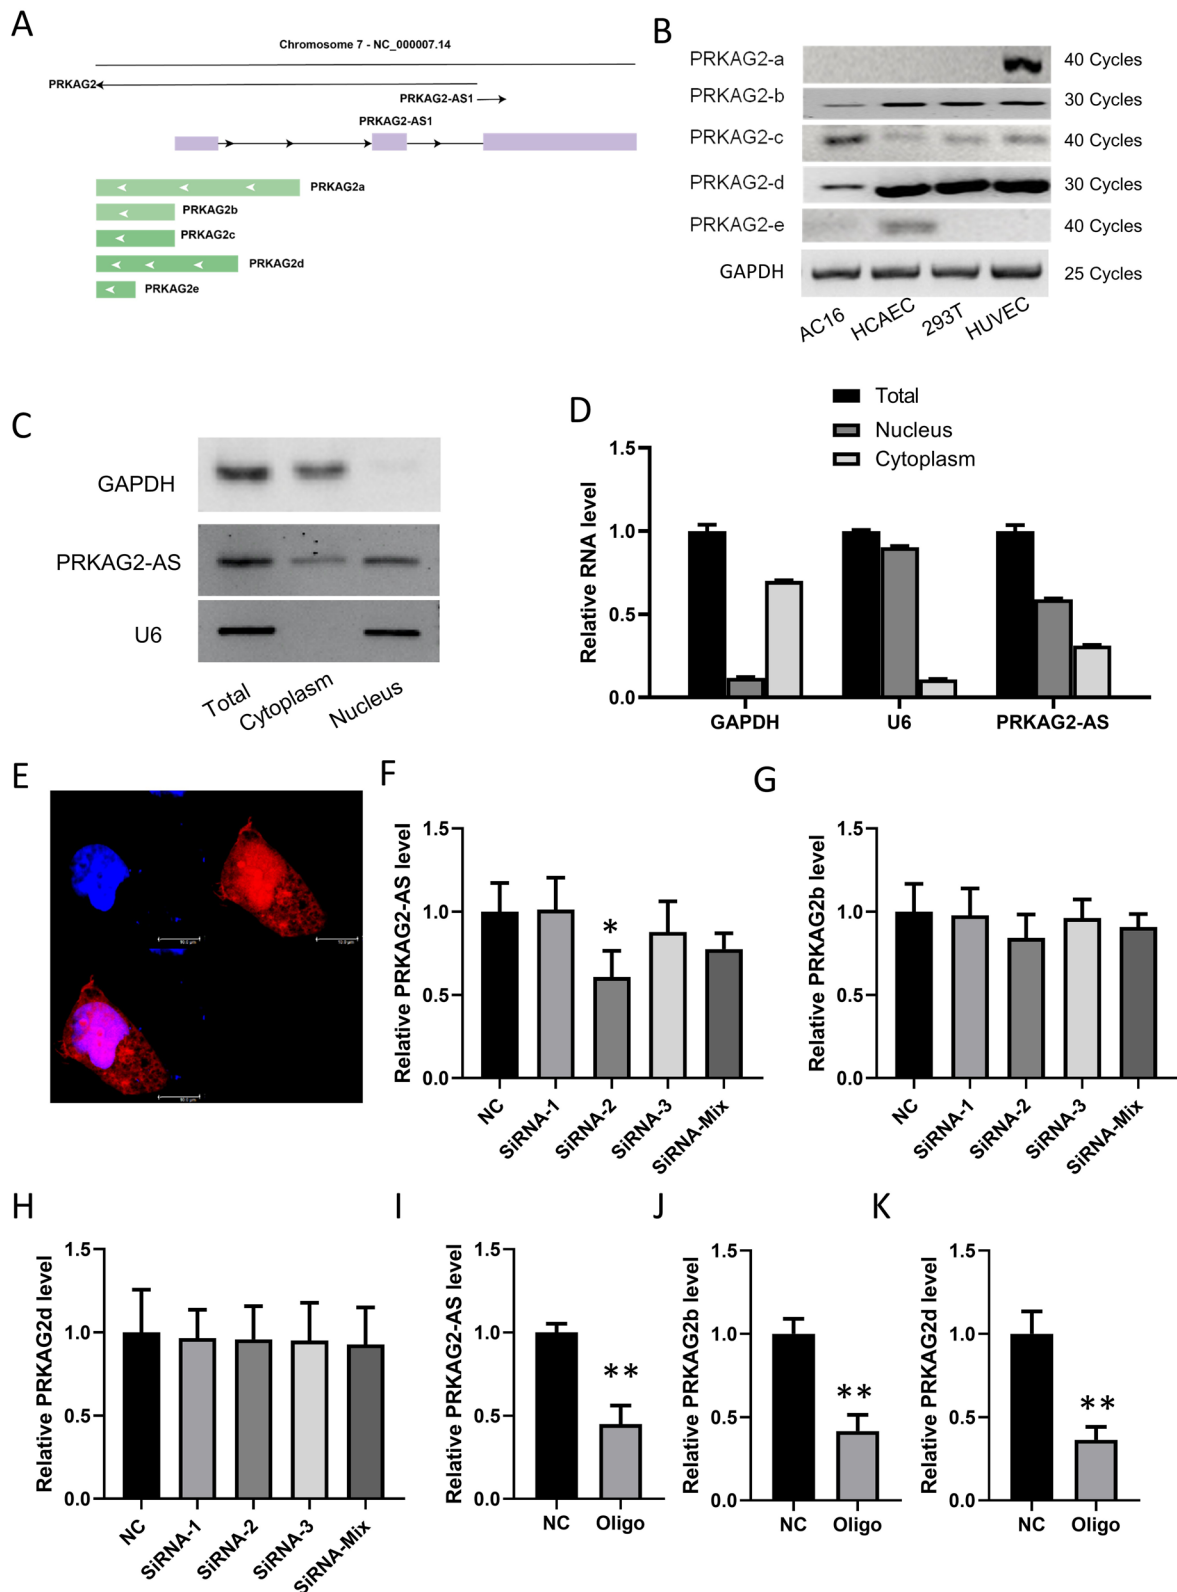 A
Chromosome 7 - NC_000007.14
PRKAG2
PRKAG2-AS1
PRKAG2-AS1
PRKAG2a
PRKAG2b
PRKAG2c
PRKAG2d
PRKAG2e
B
PRKAG2-a 40 Cycles
PRKAG2-b 30 Cycles
PRKAG2-c 40 Cycles
PRKAG2-d 30 Cycles
PRKAG2-e 40 Cycles
GAPDH 25 Cycles
AC16 HCAEC 293T HUVEC
C
GAPDH
PRKAG2-AS
U6
Total Cytoplasm Nucleus
D
Total
Nucleus
Cytoplasm
Relative RNA level
1.5
1.0
0.5
0.0
GAPDH U6 PRKAG2-AS
E
F
Relative PRKAG2-AS level
1.5
1.0
0.5
0.0
*
NC SiRNA-1 SiRNA-2 SiRNA-3 SiRNA-Mix
G
Relative PRKAG2b level
1.5
1.0
0.5
0.0
NC SiRNA-1 SiRNA-2 SiRNA-3 SiRNA-Mix
H
Relative PRKAG2d level
1.5
1.0
0.5
0.0
NC SiRNA-1 SiRNA-2 SiRNA-3 SiRNA-Mix
I
Relative PRKAG2-AS level
1.5
1.0
0.5
0.0
**
NC Oligo
J
Relative PRKAG2b level
1.5
1.0
0.5
0.0
**
NC Oligo
K
Relative PRKAG2d level
1.5
1.0
0.5
0.0
**
NC Oligo